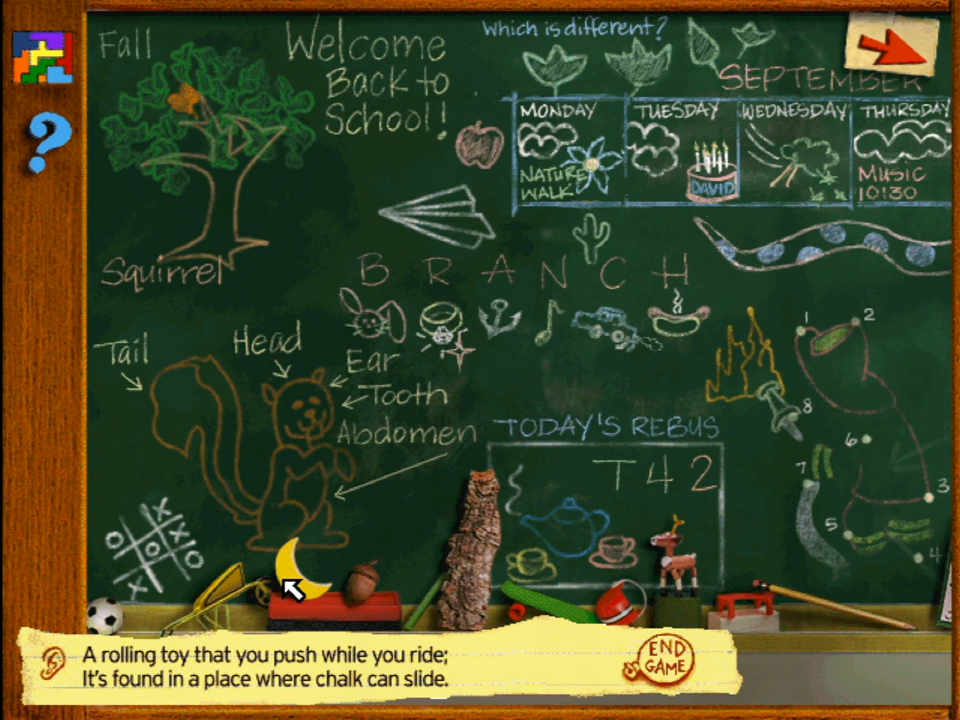 Fall
Welcome
Back to
School!
Which is different?
SEPTEMBER
MONDAY
TUESDAY
WEDNESDAY
THURSDAY
NATURE
WALK
DAVID
MUSIC
10:30
Squirrel
B R A N C H
1
2
Tail
Head
Ear
Tooth
Abdomen
TODAY'S REBUS
T 4 2
8
6
7
3
5
4
X
X O X
O O
X
A rolling toy that you push while you ride;
It's found in a place where chalk can slide.
END
GAME
?